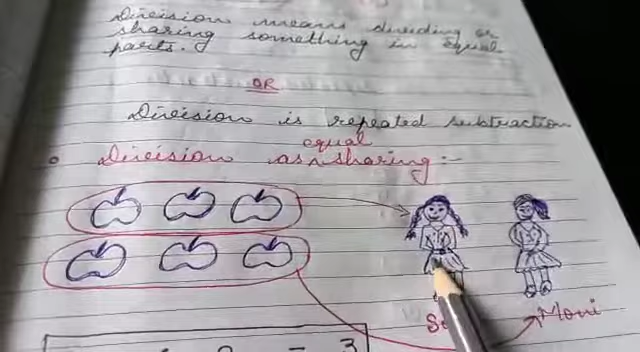 Division means dividing or
sharing something in equal
parts.
OR
Division is repeated subtraction
equal
Division as sharing:-
Moni
= 3